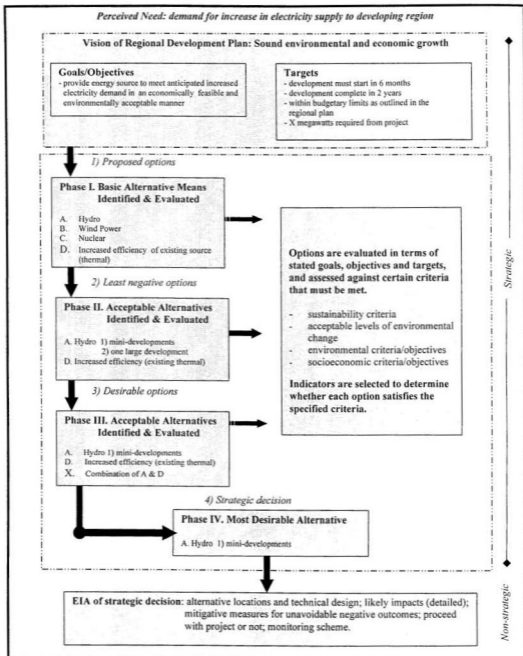 Perceived Need: demand for increase in electricity supply to developing region
Vision of Regional Development Plan: Sound environmental and economic growth
Goals/Objectives
- provide energy source to meet anticipated increased
electricity demand in an economically feasible and
environmentally acceptable manner
Targets
- development must start in 6 months
- development complete in 2 years
- within budgetary limits as outlined in the
regional plan
- X megawatts required from project
1) Proposed options
Phase I. Basic Alternative Means
Identified & Evaluated
A. Hydro
B. Wind Power
C. Nuclear
D. Increased efficiency of existing source
(thermal)
2) Least negative options
Phase II. Acceptable Alternatives
Identified & Evaluated
A. Hydro 1) mini-developments
2) one large development
D. Increased efficiency (existing thermal)
3) Desirable options
Phase III. Acceptable Alternatives
Identified & Evaluated
A. Hydro 1) mini-developments
D. Increased efficiency (existing thermal)
X. Combination of A & D
Options are evaluated in terms of
stated goals, objectives and targets,
and assessed against certain criteria
that must be met.
- sustainability criteria
- acceptable levels of environmental
change
- environmental criteria/objectives
- socioeconomic criteria/objectives
Indicators are selected to determine
whether each option satisfies the
specified criteria.
4) Strategic decision
Phase IV. Most Desirable Alternative
A. Hydro 1) mini-developments
EIA of strategic decision: alternative locations and technical design; likely impacts (detailed);
mitigative measures for unavoidable negative outcomes; proceed
with project or not; monitoring scheme.
Strategic
Non-strategic